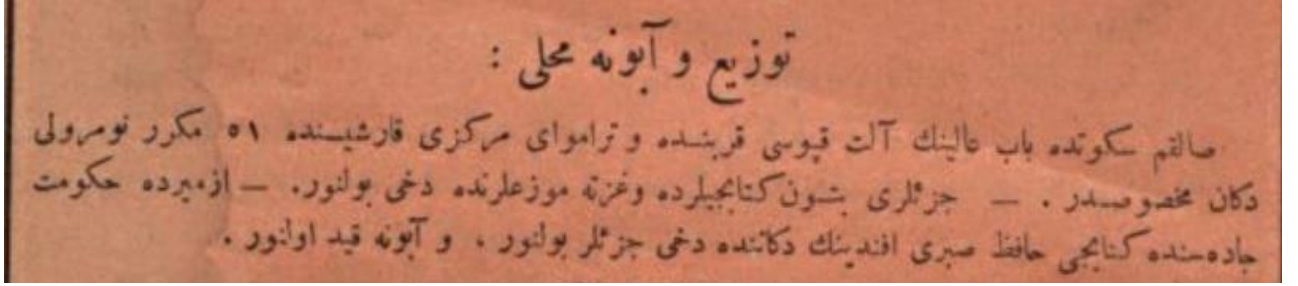 توزیع و آبونه محلی :
صالقم سکوتده باب عالینك آلت قپوسی قربنده و تراموای مرکزی قارشیسنده ٥١ مکرر نومرولی
دکان مخصوصدر . — جزئلری بتون کتابجیلرده وغزته موزعلرنده دخی بولنور. — ازمیرده حکومت
جاده‌سنده کتابجی حافظ صبری افندینك دکاننده دخی جزئلر بولنور ، و آبونه قید اولنور .